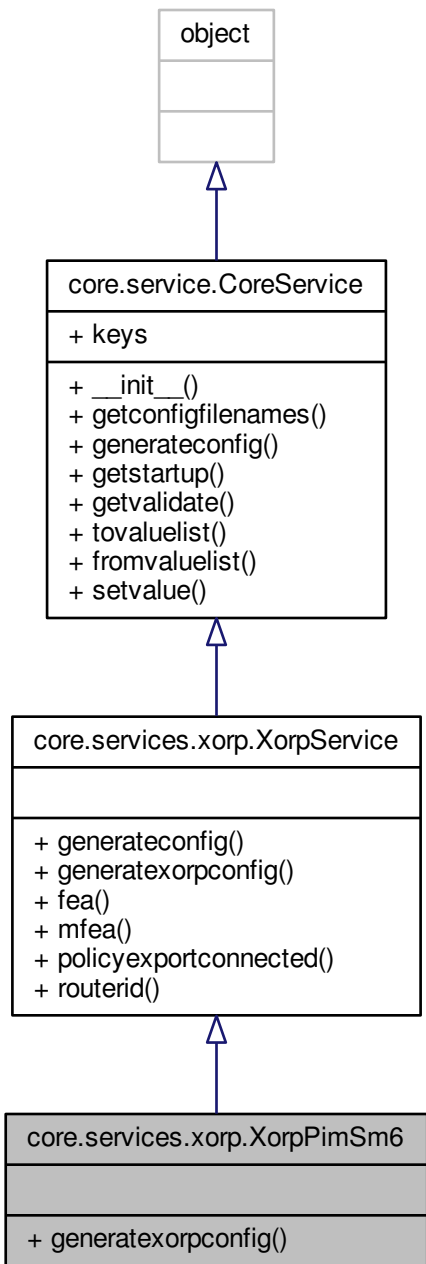 object
core.service.CoreService
+ keys
+ __init__()
+ getconfigfilenames()
+ generateconfig()
+ getstartup()
+ getvalidate()
+ tovaluelist()
+ fromvaluelist()
+ setvalue()
core.services.xorp.XorpService
+ generateconfig()
+ generatexorpconfig()
+ fea()
+ mfea()
+ policyexportconnected()
+ routerid()
core.services.xorp.XorpPimSm6
+ generatexorpconfig()